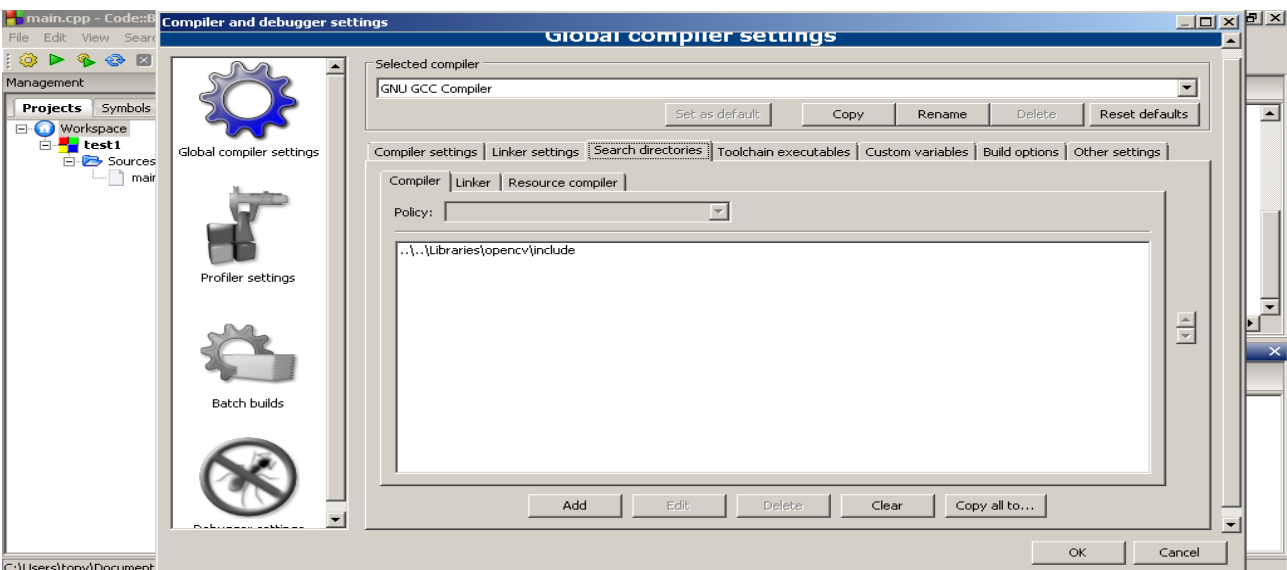 main.cpp - Code::B
Compiler and debugger settings
File Edit View Searc
Global compiler settings
Management
Projects Symbols
Workspace
test1
Sources
mair
Global compiler settings
Profiler settings
Batch builds
Debugger settings
Selected compiler
GNU GCC Compiler
Set as default Copy Rename Delete Reset defaults
Compiler settings Linker settings Search directories Toolchain executables Custom variables Build options Other settings
Compiler Linker Resource compiler
Policy:
..\..\Libraries\opencv\include
Add Edit Delete Clear Copy all to...
OK Cancel
C:\Users\tony\Document